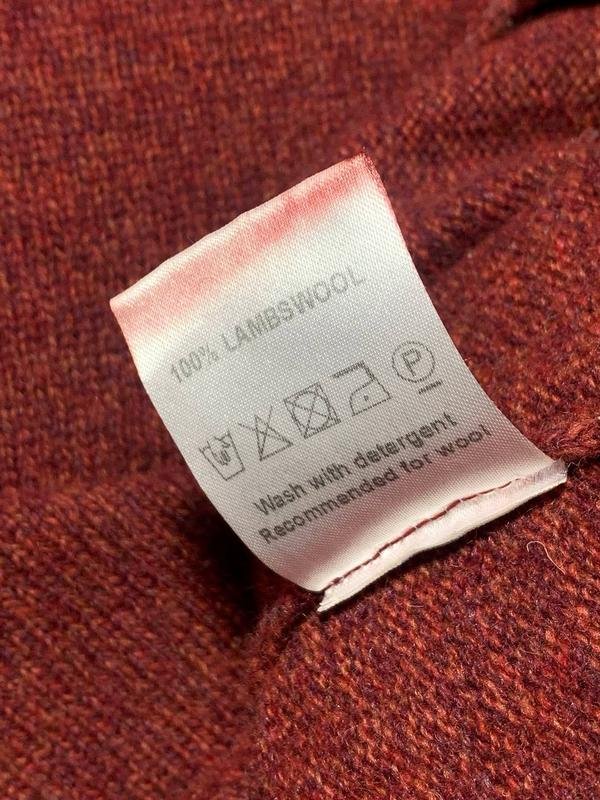 100% LAMBSWOOL
P
Wash with detergent
Recommended for wool